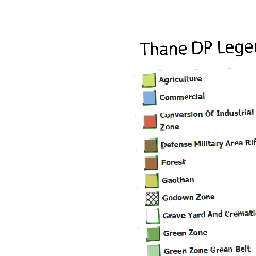 Thane DP Lege
Agriculture
Commercial
Conversion Of Industrial
Zone
Defense Military Area Rif
Forest
Gaothan
Godown Zone
Grave Yard And Cremati
Green Zone
Green Zone Green Belt